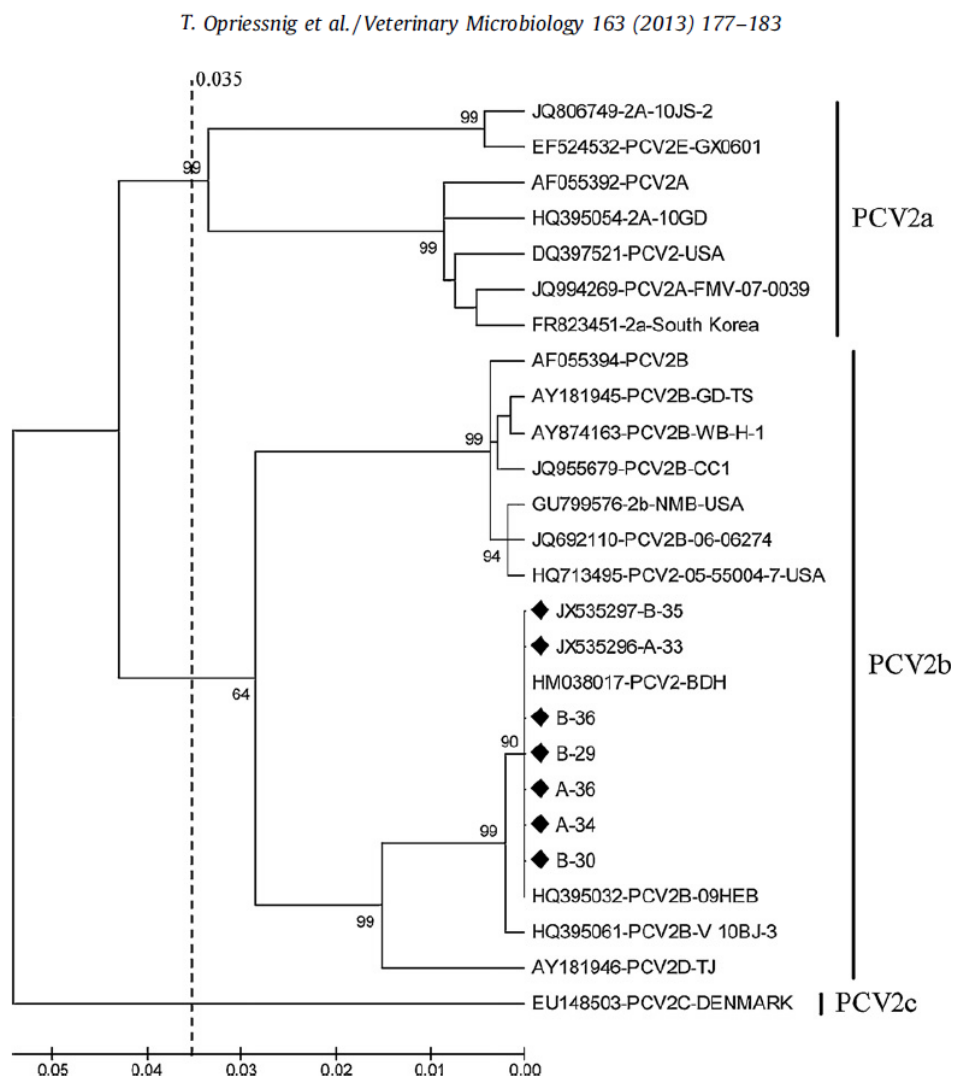 T. Opriessnig et al./Veterinary Microbiology 163 (2013) 177–183
0.035
99
JQ806749-2A-10JS-2
EF524532-PCV2E-GX0601
99
AF055392-PCV2A
HQ395054-2A-10GD
PCV2a
99
DQ397521-PCV2-USA
JQ994269-PCV2A-FMV-07-0039
FR823451-2a-South Korea
AF055394-PCV2B
AY181945-PCV2B-GD-TS
99
AY874163-PCV2B-WB-H-1
JQ955679-PCV2B-CC1
GU799576-2b-NMB-USA
JQ692110-PCV2B-06-06274
94
HQ713495-PCV2-05-55004-7-USA
JX535297-B-35
JX535296-A-33
PCV2b
HM038017-PCV2-BDH
64
B-36
90
B-29
A-36
A-34
99
B-30
HQ395032-PCV2B-09HEB
99
HQ395061-PCV2B-V 10BJ-3
AY181946-PCV2D-TJ
EU148503-PCV2C-DENMARK
PCV2c
0.05 0.04 0.03 0.02 0.01 0.00